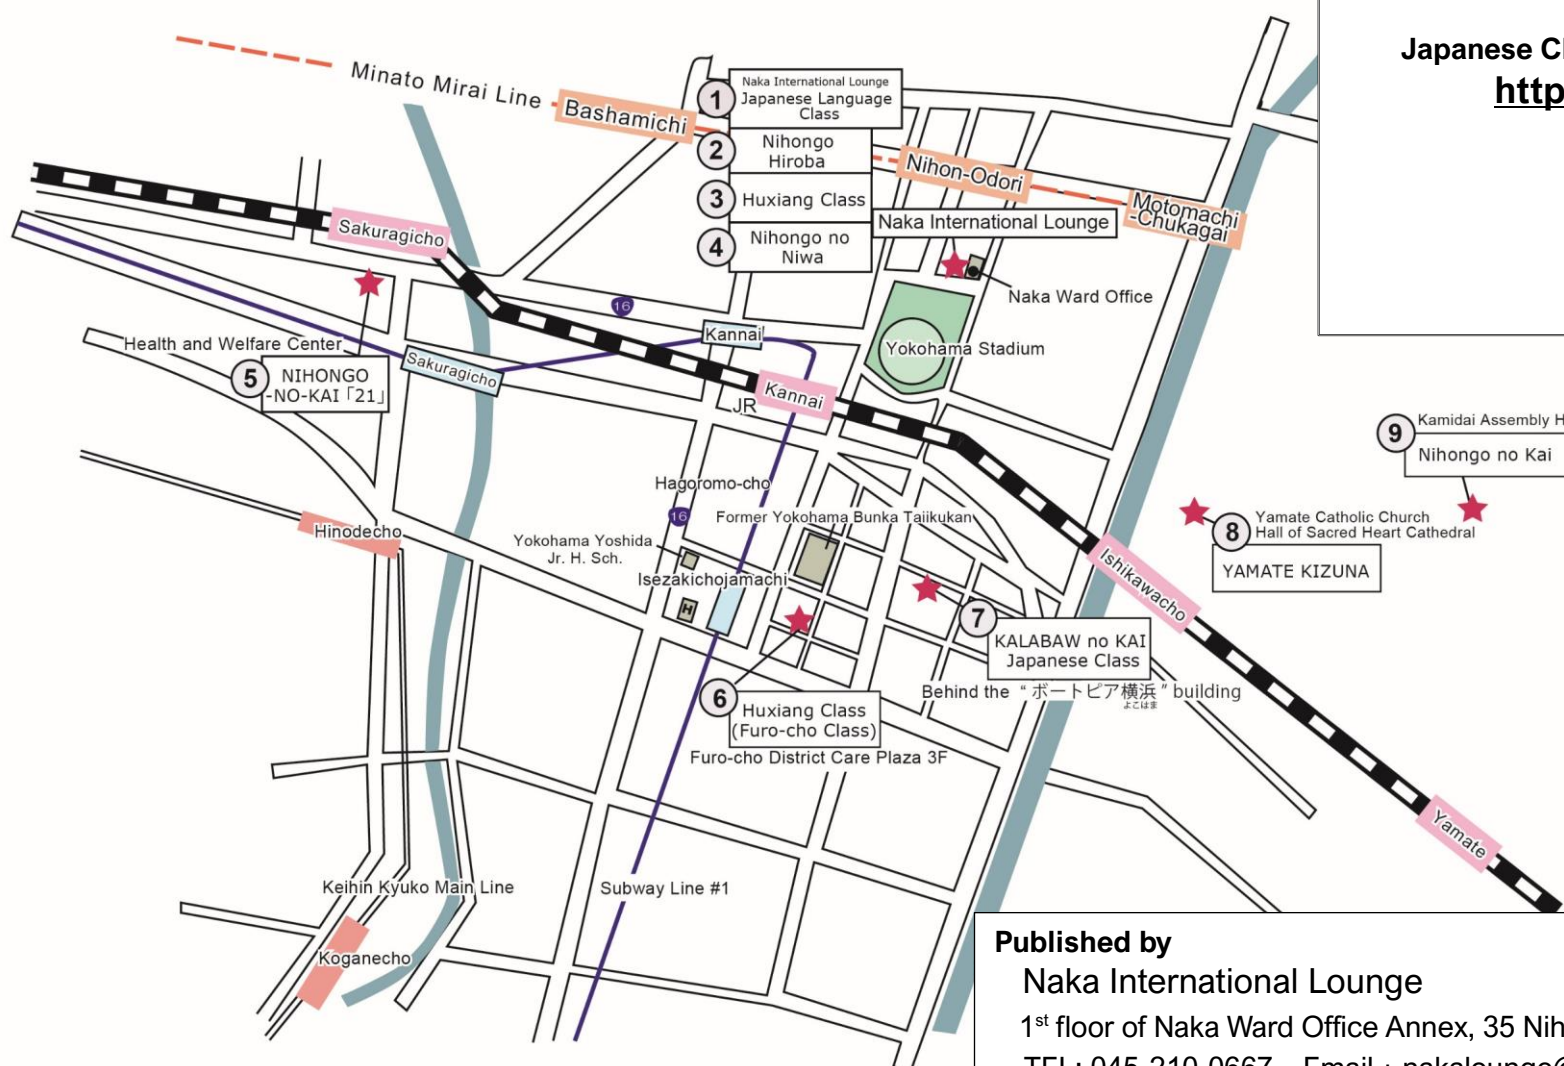 Japanese
http
Minato Mirai Line
Bashamichi
1
Naka International Lounge
Japanese Language
Class
2
Nihongo
Hiroba
3
Huxiang Class
4
Nihongo no
Niwa
Nihon-Odori
Motomachi
-Chukagai
Naka International Lounge
Naka Ward Office
Sakuragicho
16
Kannai
Yokohama Stadium
Health and Welfare Center
5
NIHONGO
-NO-KAI「21」
Sakuragicho
Kannai
JR
9
Kamidai Assembly
Nihongo no Kai
Hagoromo-cho
16
Former Yokohama Bunka Taiikukan
Hinodecho
Yokohama Yoshida
Jr. H. Sch.
Isezakichojamachi
H
Ishikawacho
8
Yamate Catholic Church
Hall of Sacred Heart Cathedral
YAMATE KIZUNA
7
KALABAW no KAI
Japanese Class
Behind the “ボートピア横浜” building
よこはま
6
Huxiang Class
(Furo-cho Class)
Furo-cho District Care Plaza 3F
Yamate
Keihin Kyuko Main Line
Subway Line #1
Koganecho
Published by
Naka International Lounge
1st floor of Naka Ward Office Annex, 35
TEL: 045-210-0667 Email :